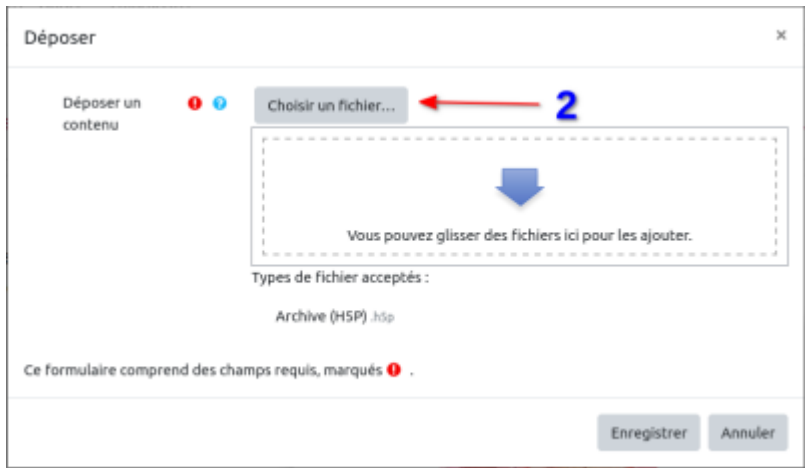 Déposer
×
Déposer un
contenu
Choisir un fichier...
2
Vous pouvez glisser des fichiers ici pour les ajouter.
Types de fichier acceptés :
Archive (H5P) .h5p
Ce formulaire comprend des champs requis, marqués .
Enregistrer
Annuler